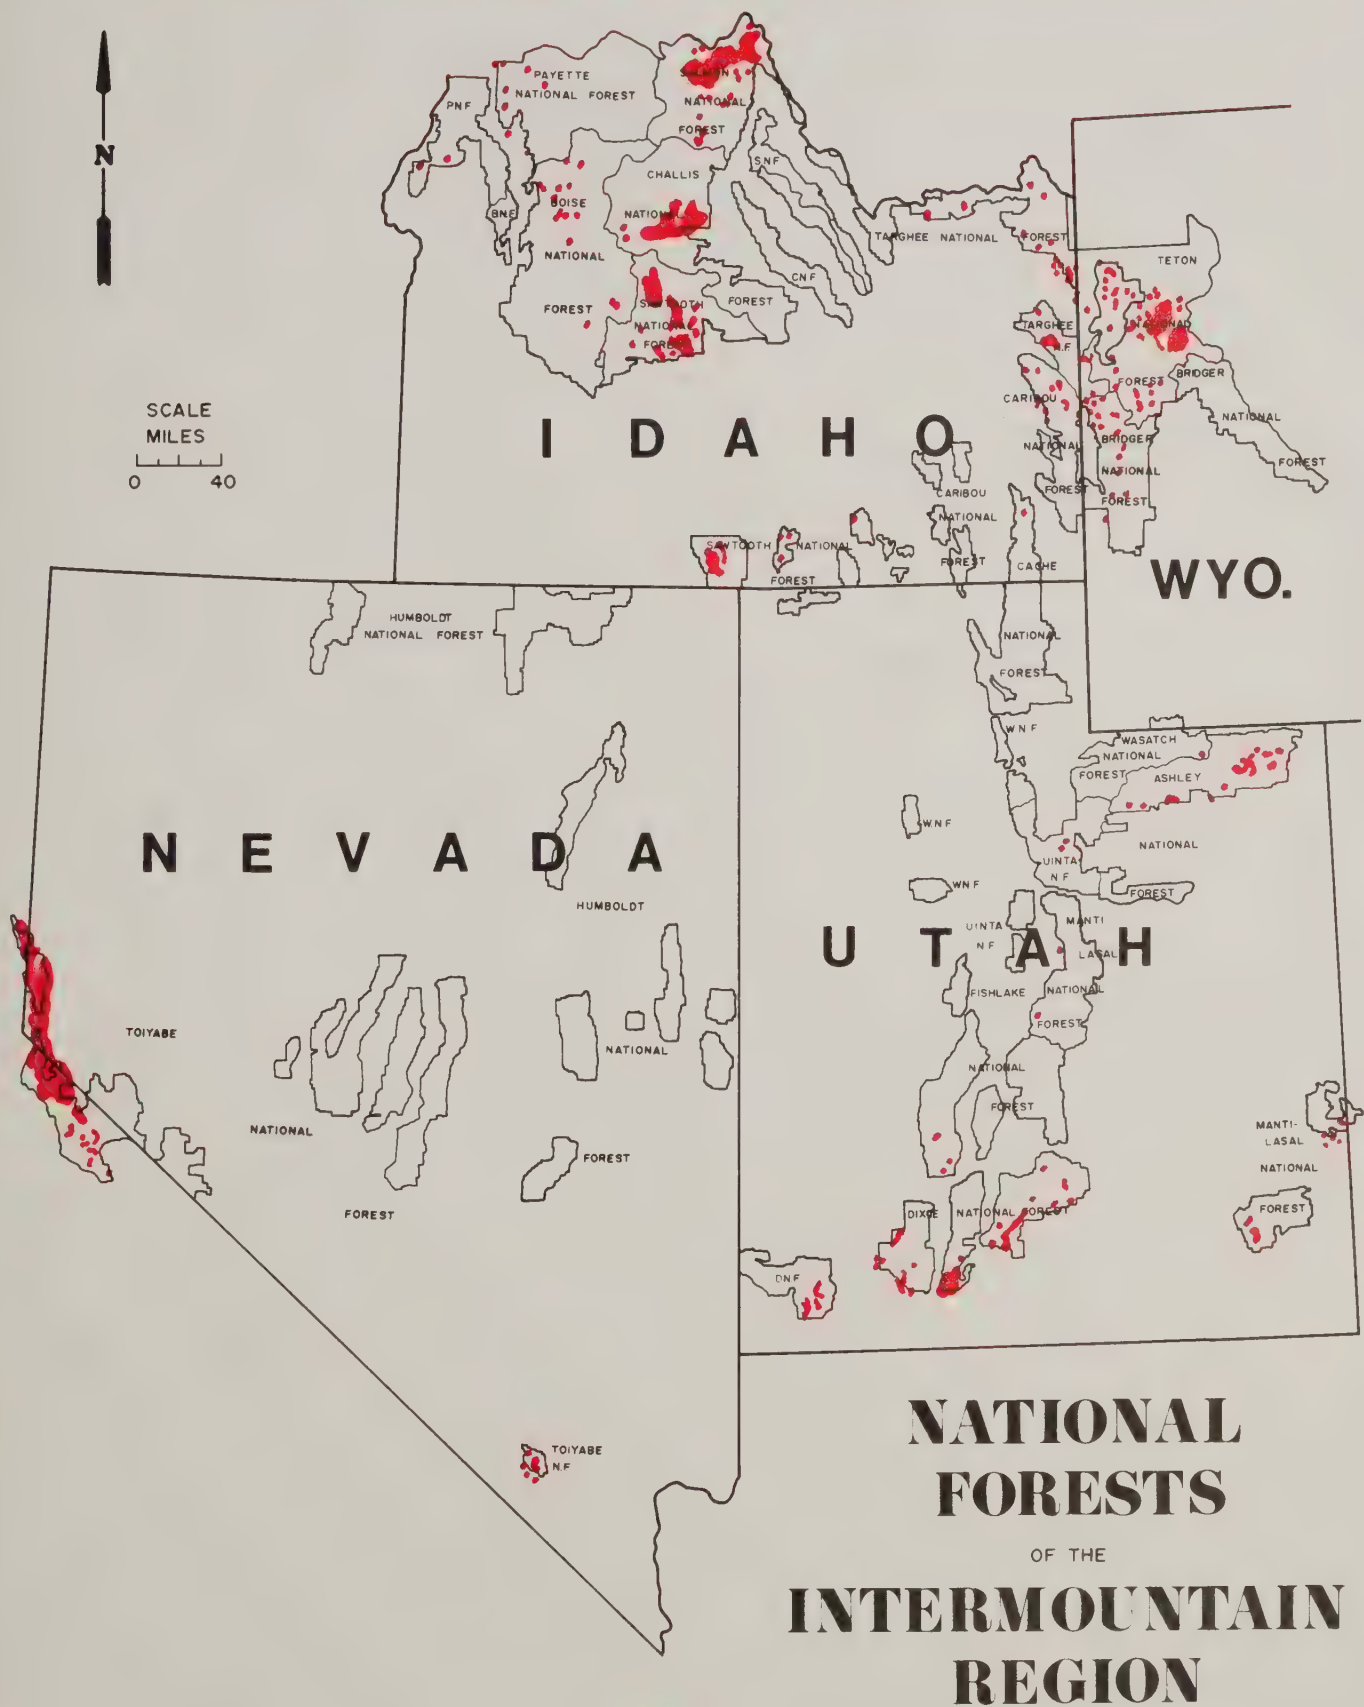 PAYETTE
NATIONAL FOREST
PNF
SALMON
NATIONAL
FOREST
N
S.N.F
CHALLIS
NATIONAL
BOISE
BNF
NATIONAL
FOREST
TARGHEE NATIONAL
FOREST
CNF
FOREST
SAWTOOTH
NATIONAL
FOREST
TETON
NATIONAL
FOREST
TARGHEE
N.F
BRIDGER
NATIONAL
FOREST
CARIBOU
NATIONAL
FOREST
BRIDGER
NATIONAL
FOREST
SCALE
MILES
0 40
IDAHO
CARIBOU
NATIONAL
FOREST
SAWTOOTH NATIONAL
FOREST
CACHE
NATIONAL
FOREST
WYO.
HUMBOLDT
NATIONAL FOREST
W N F
WASATCH
NATIONAL
FOREST
ASHLEY
NATIONAL
FOREST
W.N.F
WNF
UINTA
N F
NEVADA
HUMBOLDT
NATIONAL
FOREST
UINTA
N F
MANTI
LASAL
NATIONAL
FOREST
UTAH
FISHLAKE
NATIONAL
FOREST
TOIYABE
NATIONAL
FOREST
MANTI-
LASAL
NATIONAL
FOREST
DIXIE NATIONAL FOREST
DNF
TOIYABE
N.F
NATIONAL
FORESTS
OF THE
INTERMOUNTAIN
REGION